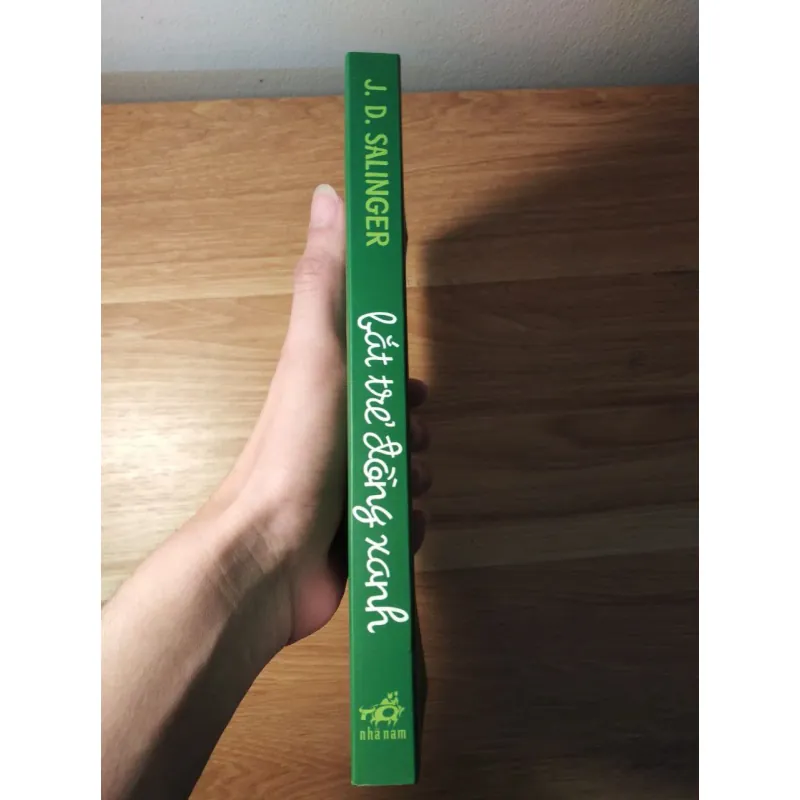 J. D. SALINGER
bắt trẻ đồng xanh
nhã nam